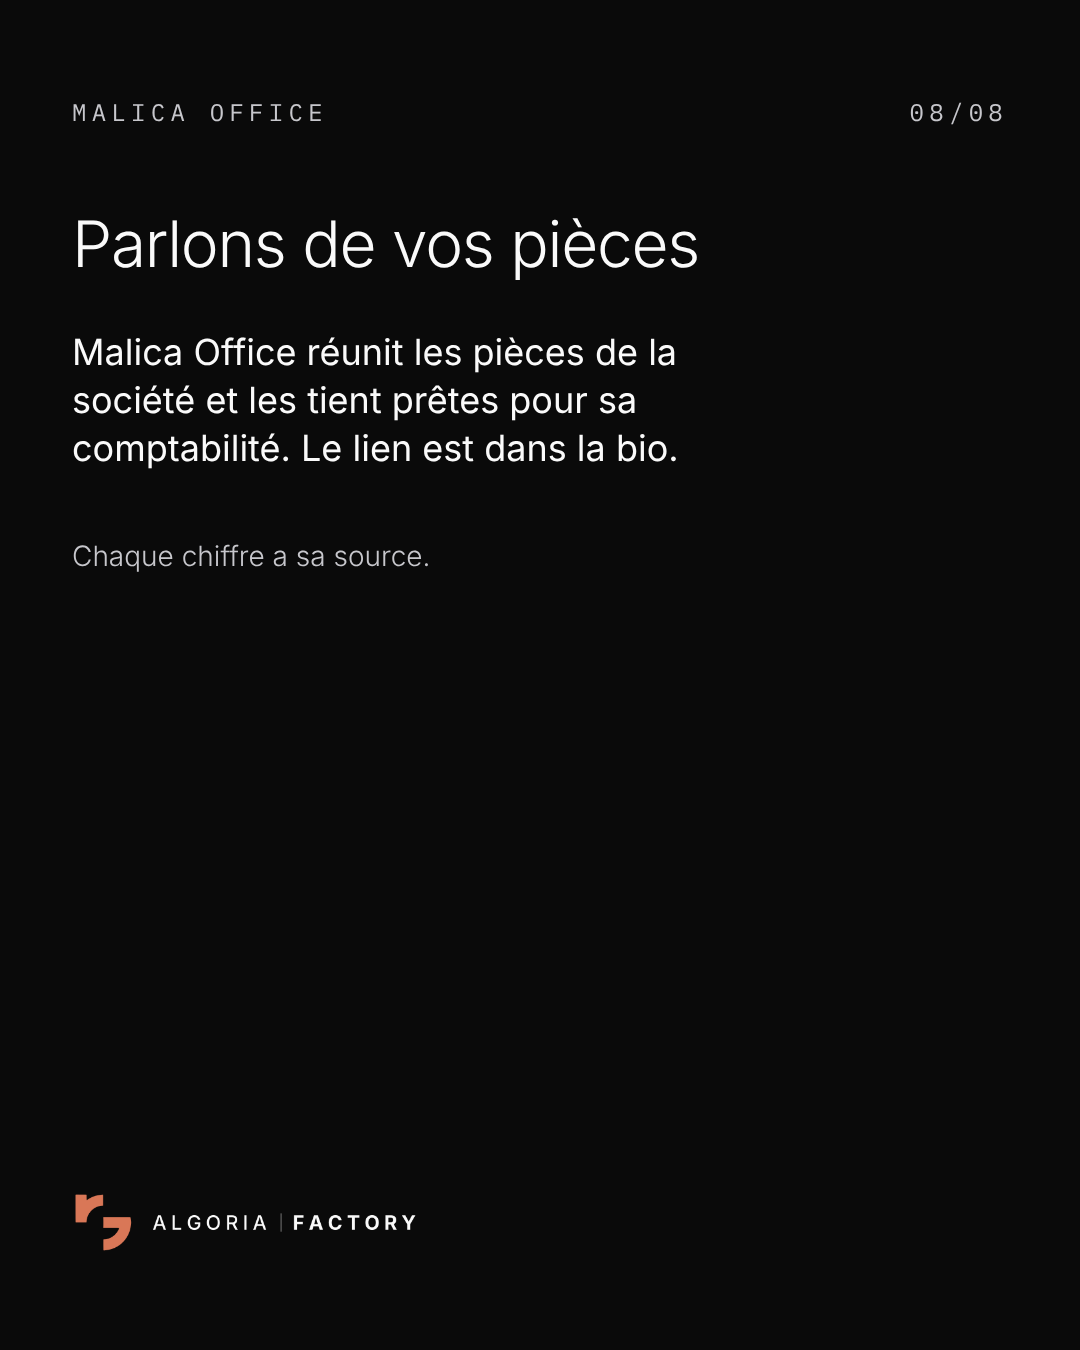 MALICA OFFICE
08/08
Parlons de vos pièces
Malica Office réunit les pièces de la
société et les tient prêtes pour sa
comptabilité. Le lien est dans la bio.
Chaque chiffre a sa source.
ALGORIA | FACTORY